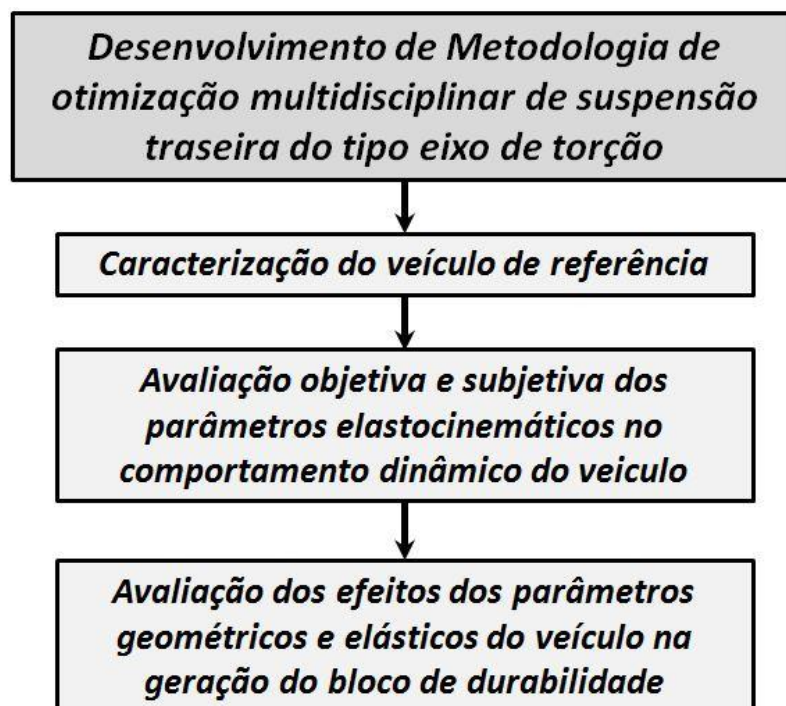 Desenvolvimento de Metodologia de
otimização multidisciplinar de suspensão
traseira do tipo eixo de torção
Caracterização do veículo de referência
Avaliação objetiva e subjetiva dos
parâmetros elastocinemáticos no
comportamento dinâmico do veiculo
Avaliação dos efeitos dos parâmetros
geométricos e elásticos do veículo na
geração do bloco de durabilidade